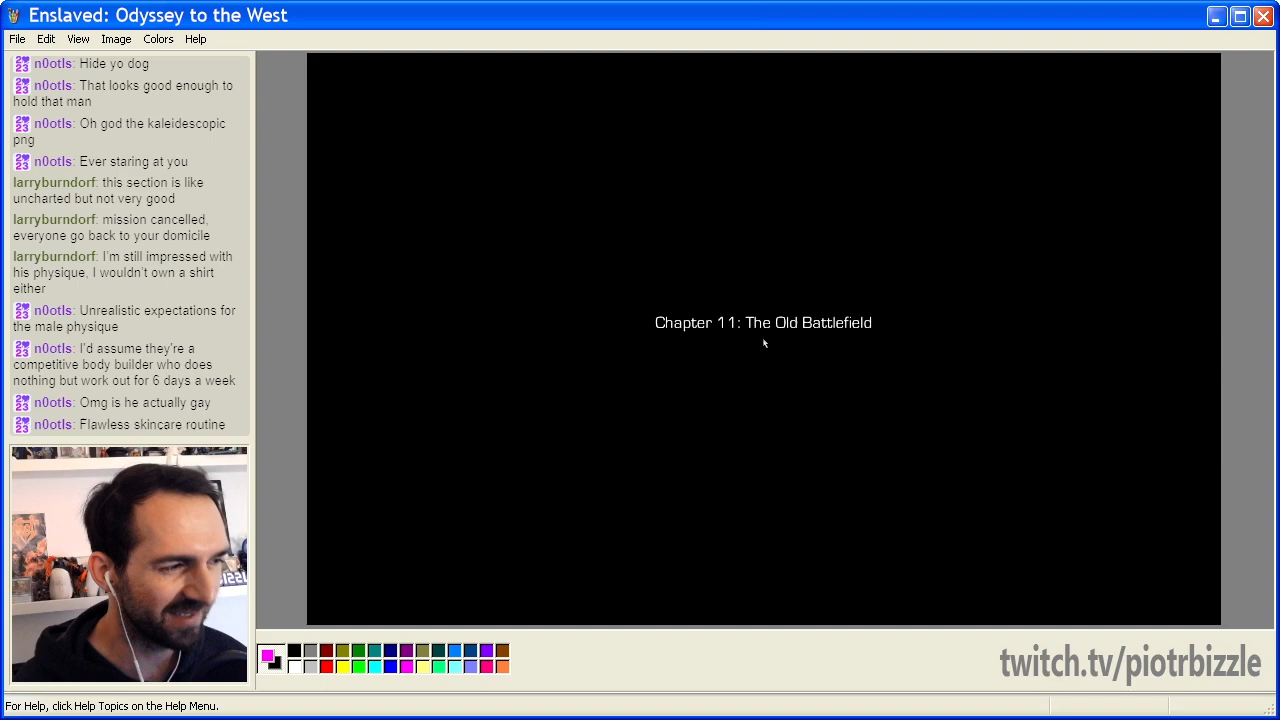 Enslaved: Odyssey to the West
File Edit View Image Colors Help
n0otls: Hide yo dog
n0otls: That looks good enough to
hold that man
n0otls: Oh god the kaleidescopic
png
n0otls: Ever staring at you
larryburndorf: this section is like
uncharted but not very good
larryburndorf: mission cancelled,
everyone go back to your domicile
larryburndorf: I'm still impressed with
his physique, I wouldn't own a shirt
either
n0otls: Unrealistic expectations for
the male physique
n0otls: I'd assume they're a
competitive body builder who does
nothing but work out for 6 days a week
n0otls: Omg is he actually gay
n0otls: Flawless skincare routine
Chapter 11: The Old Battlefield
twitch.tv/piotrbizzle
For Help, click Help Topics on the Help Menu.